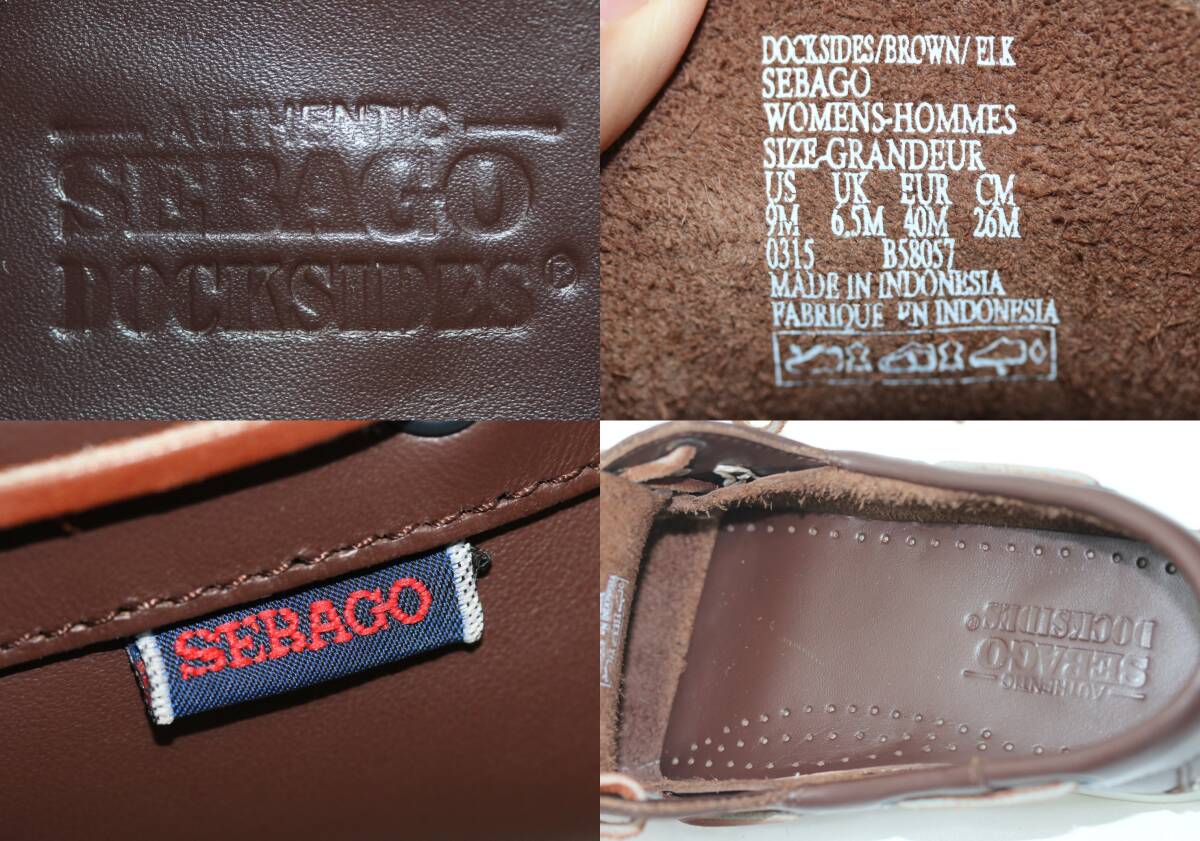 AUTHENTIC
SEBAGO
DOCKSIDES®
DOCKSIDES/BROWN/ ELK
SEBAGO
WOMENS-HOMMES
SIZE-GRANDEUR
US UK EUR CM
9M 6,5M 40M 26M
0315 B58057
MADE IN INDONESIA
FABRIQUE EN INDONESIA
SEBAGO
AUTHENTIC
SEBAGO
DOCKSIDES®